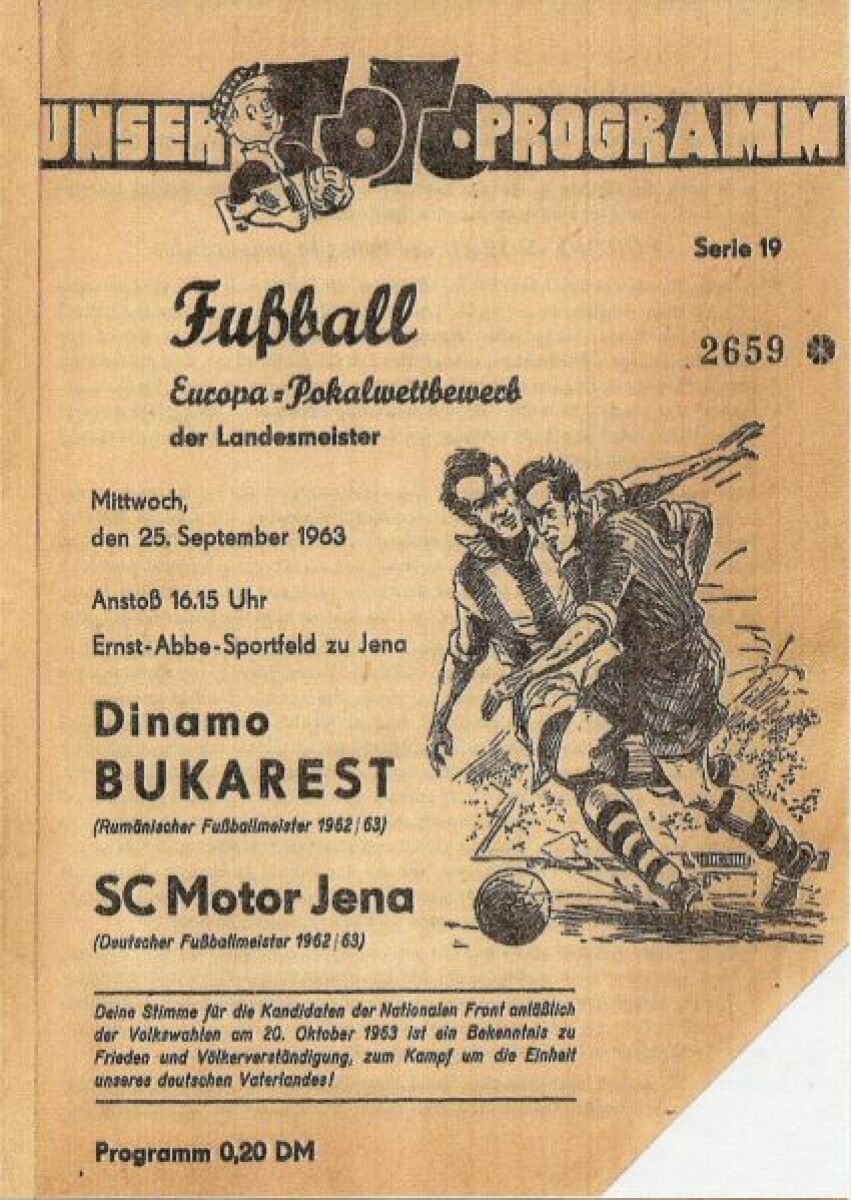 UNSER TOTO PROGRAMM
Serie 19
Fußball
2659
Europa-Pokalwettbewerb
der Landesmeister
Mittwoch,
den 25. September 1963
Anstoß 16.15 Uhr
Ernst-Abbe-Sportfeld zu Jena
Dinamo
BUKAREST
(Rumänischer Fußballmeister 1962/63)
SC Motor Jena
(Deutscher Fußballmeister 1962/63)
Deine Stimme für die Kandidaten der Nationalen Front anläßlich
der Volkswahlen am 20. Oktober 1963 ist ein Bekenntnis zu
Frieden und Völkerverständigung, zum Kampf um die Einheit
unseres deutschen Vaterlandes!
Programm 0,20 DM